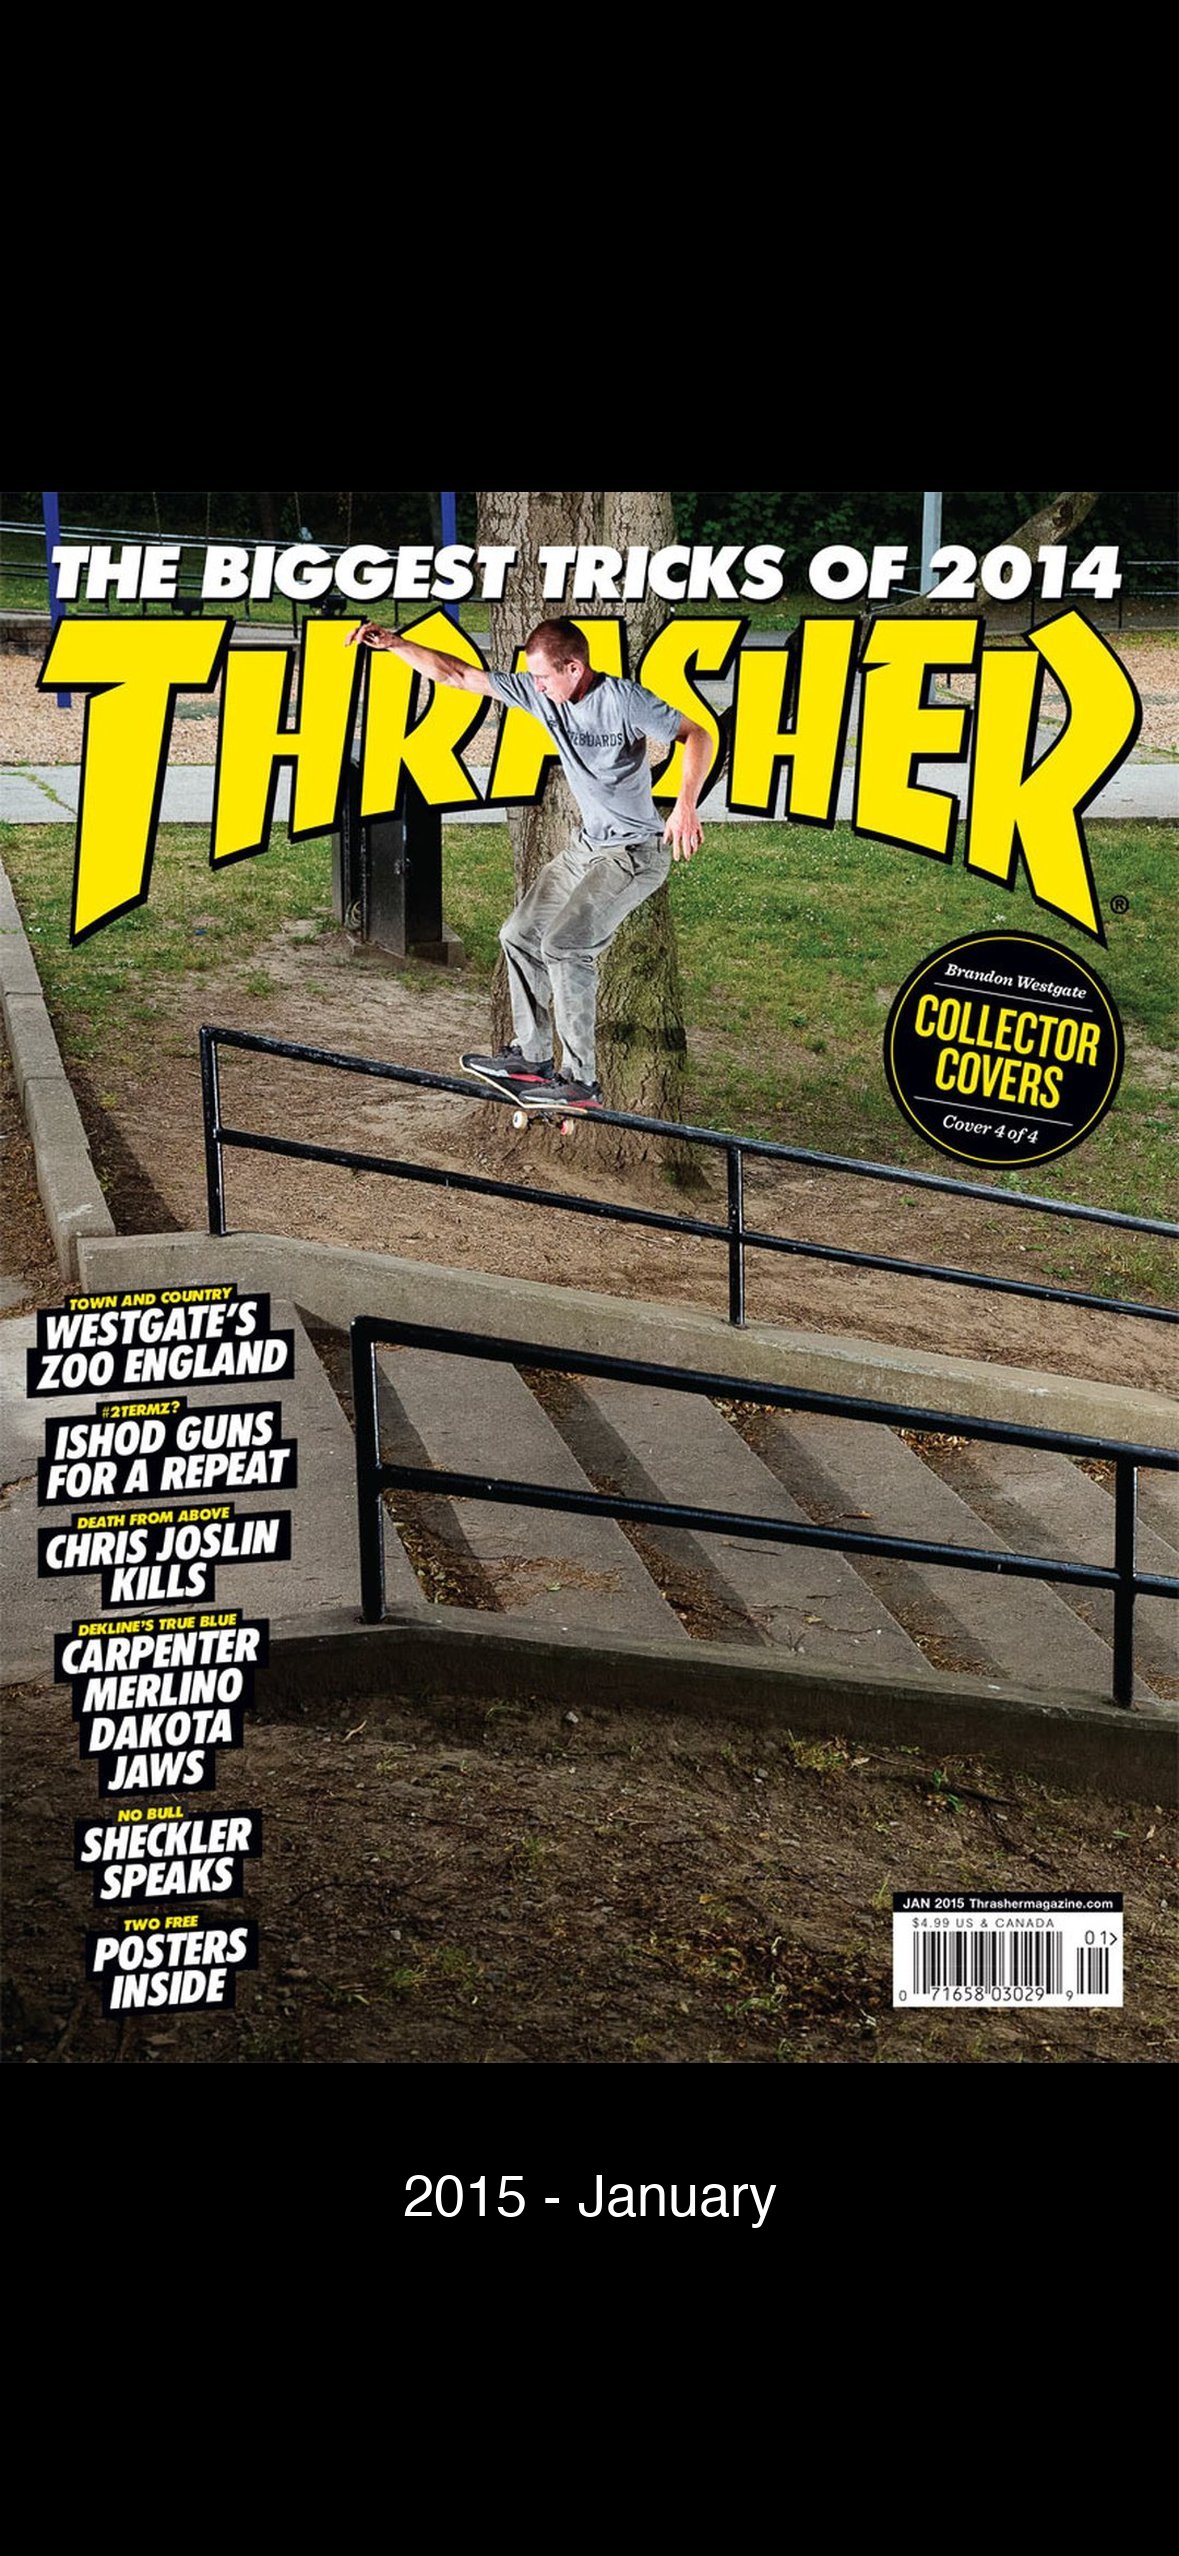 THE BIGGEST TRICKS OF 2014
THRASHER
®
Brandon Westgate
COLLECTOR
COVERS
Cover 4 of 4
TOWN AND COUNTRY
WESTGATE'S
ZOO ENGLAND
#2TERMZ?
ISHOD GUNS
FOR A REPEAT
DEATH FROM ABOVE
CHRIS JOSLIN
KILLS
DEKLINE'S TRUE BLUE
CARPENTER
MERLINO
DAKOTA
JAWS
NO BULL
SHECKLER
SPEAKS
TWO FREE
POSTERS
INSIDE
JAN 2015 Thrashermagazine.com
$4.99 US & CANADA
01>
0 71658 03029 9
2015 - January